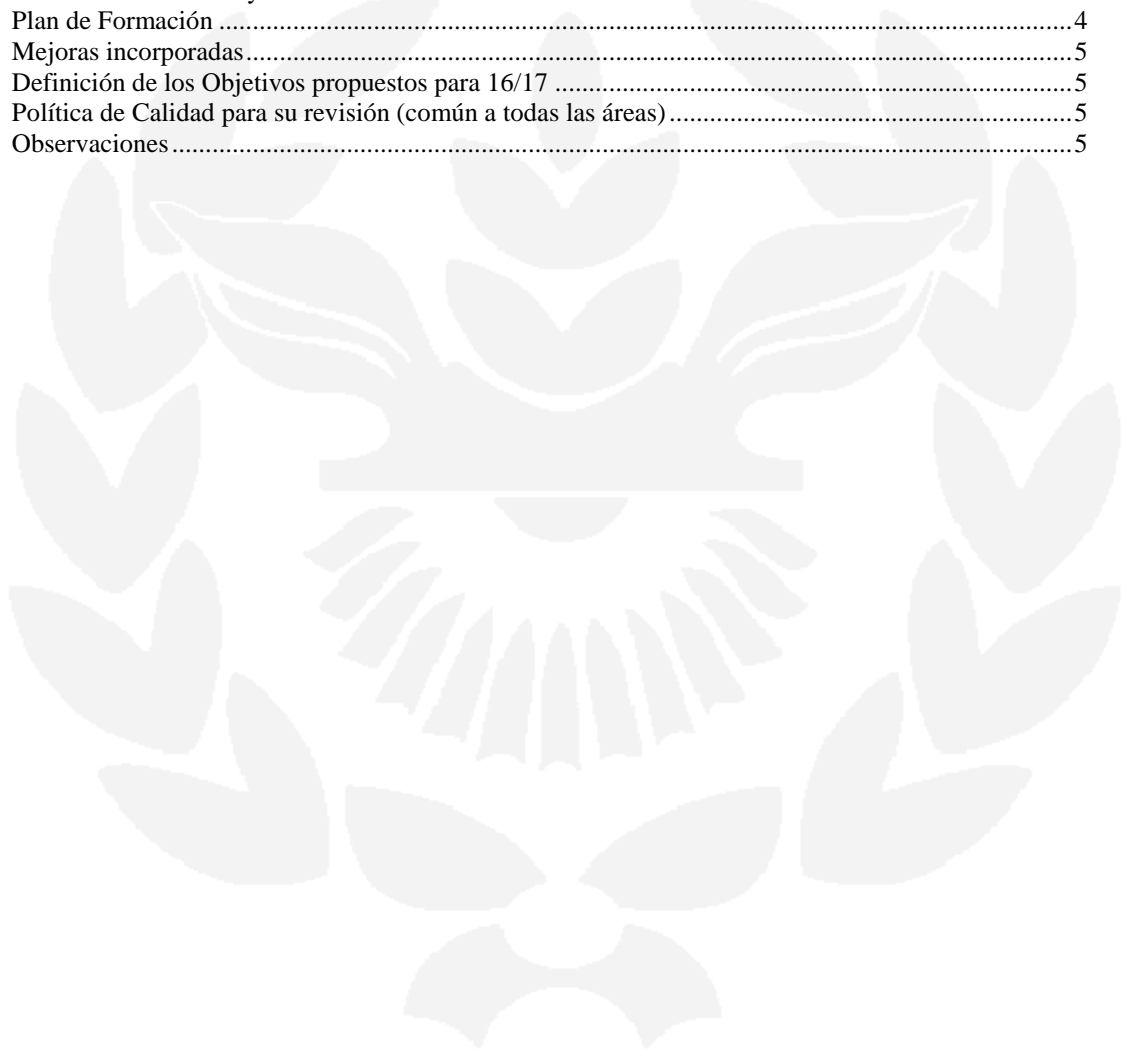 Plan de Formación ........................................................................................................................ 4
Mejoras incorporadas .................................................................................................................... 5
Definición de los Objetivos propuestos para 16/17 ..................................................................... 5
Política de Calidad para su revisión (común a todas las áreas) .................................................. 5
Observaciones ............................................................................................................................... 5